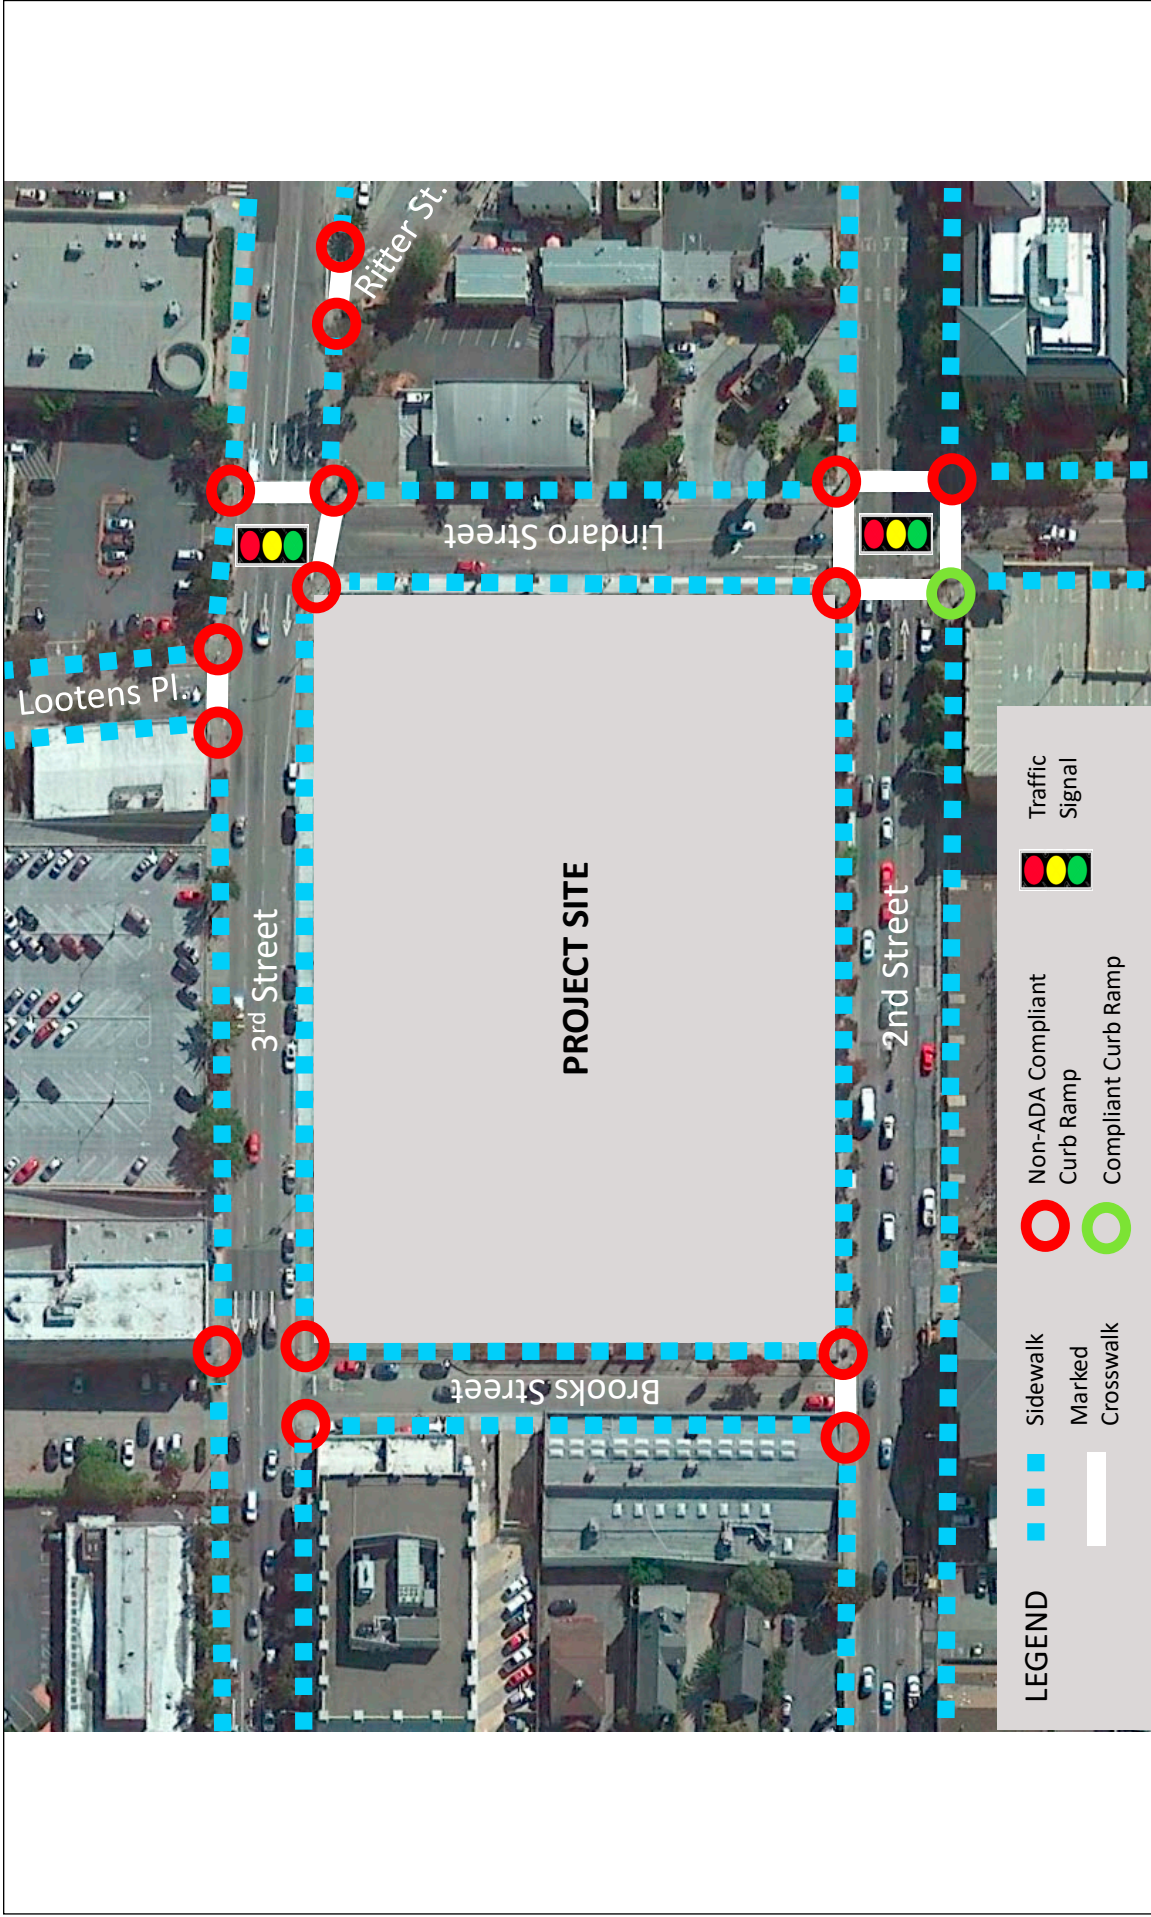 Lootens Pl.
Ritter St.
3rd Street
Lindaro Street
PROJECT SITE
Brooks Street
2nd Street
LEGEND
Sidewalk
Marked
Crosswalk
Non-ADA Compliant
Curb Ramp
Compliant Curb Ramp
Traffic
Signal